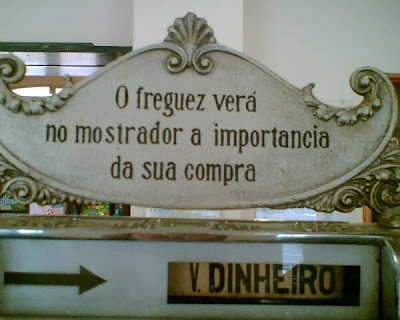 O freguez verá
no mostrador a importancia
da sua compra
V. DINHEIRO